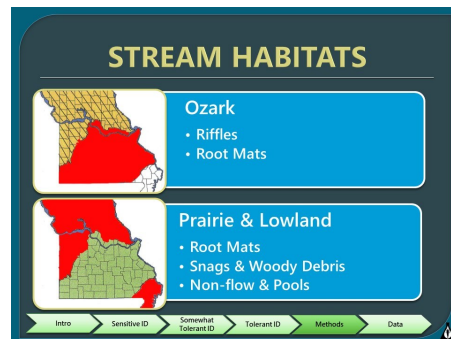 STREAM HABITATS
Ozark
• Riffles
• Root Mats
Prairie & Lowland
• Root Mats
• Snags & Woody Debris
• Non-flow & Pools
Intro
Sensitive ID
Somewhat
Tolerant ID
Tolerant ID
Methods
Data